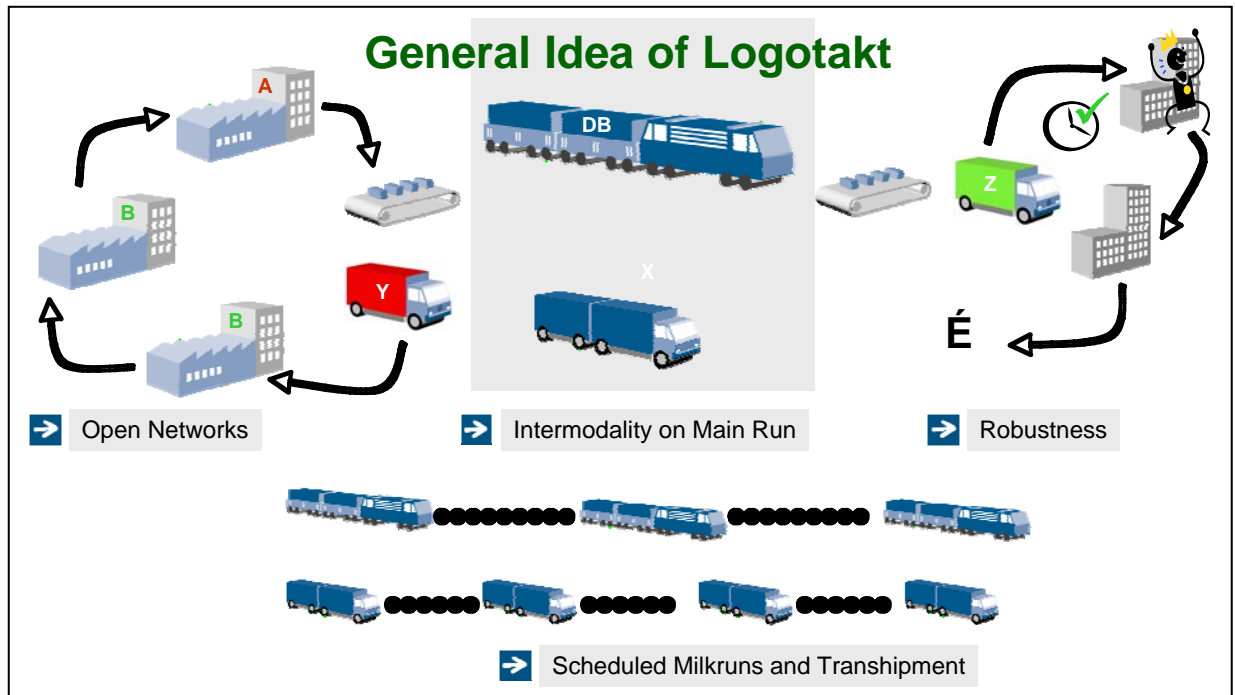 General Idea of Logotakt
A
DB
B
Z
X
Y
B
É
Open Networks
Intermodality on Main Run
Robustness
Scheduled Milkruns and Transhipment